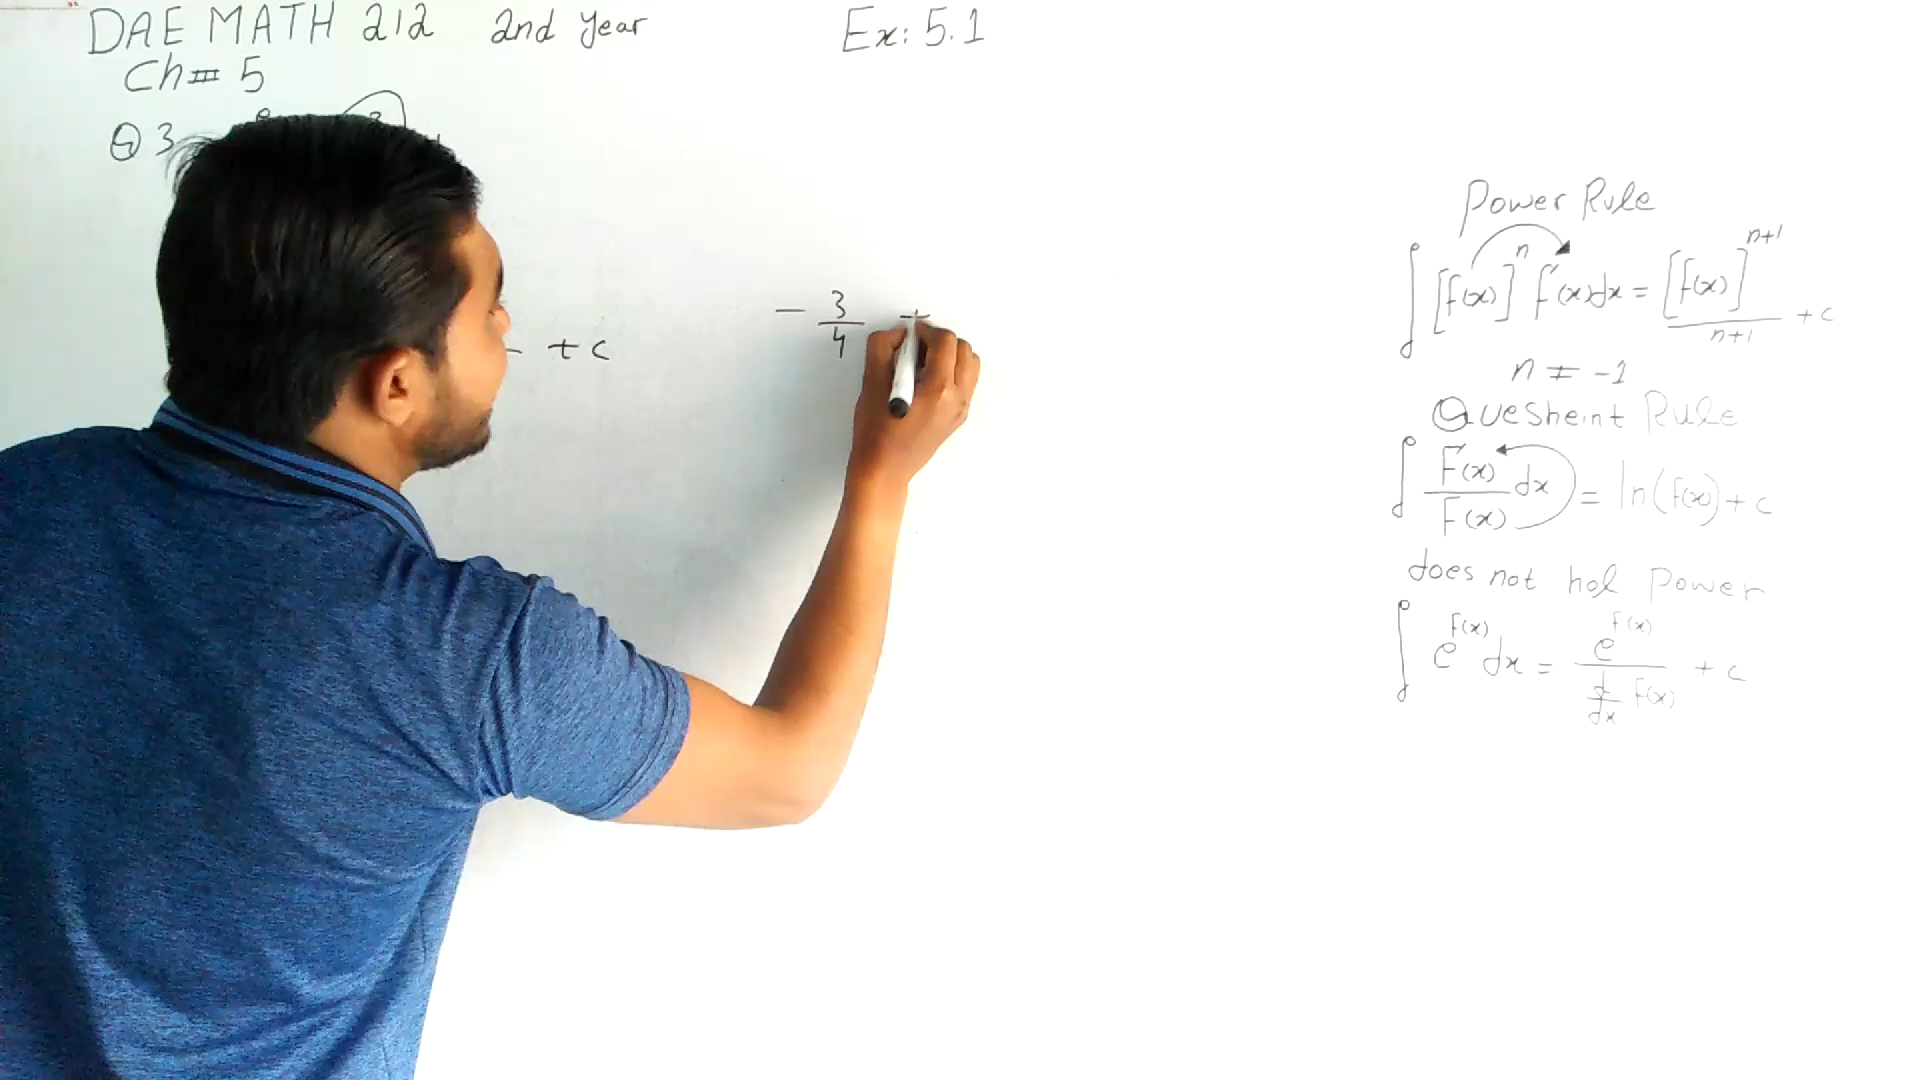 DAE MATH 212 2nd year Ex: 5.1
Ch# 5
Q 3
+ c
- 3/4 +
Power Rule
∫ [f(x)]^n f'(x)dx = [f(x)]^{n+1} / n+1 + c
n ≠ -1
Quesheint Rule
∫ F'(x) / F(x) dx = ln(f(x)) + c
does not hol Power
∫ e^{f(x)} dx = e^{f(x)} / d/dx F(x) + c